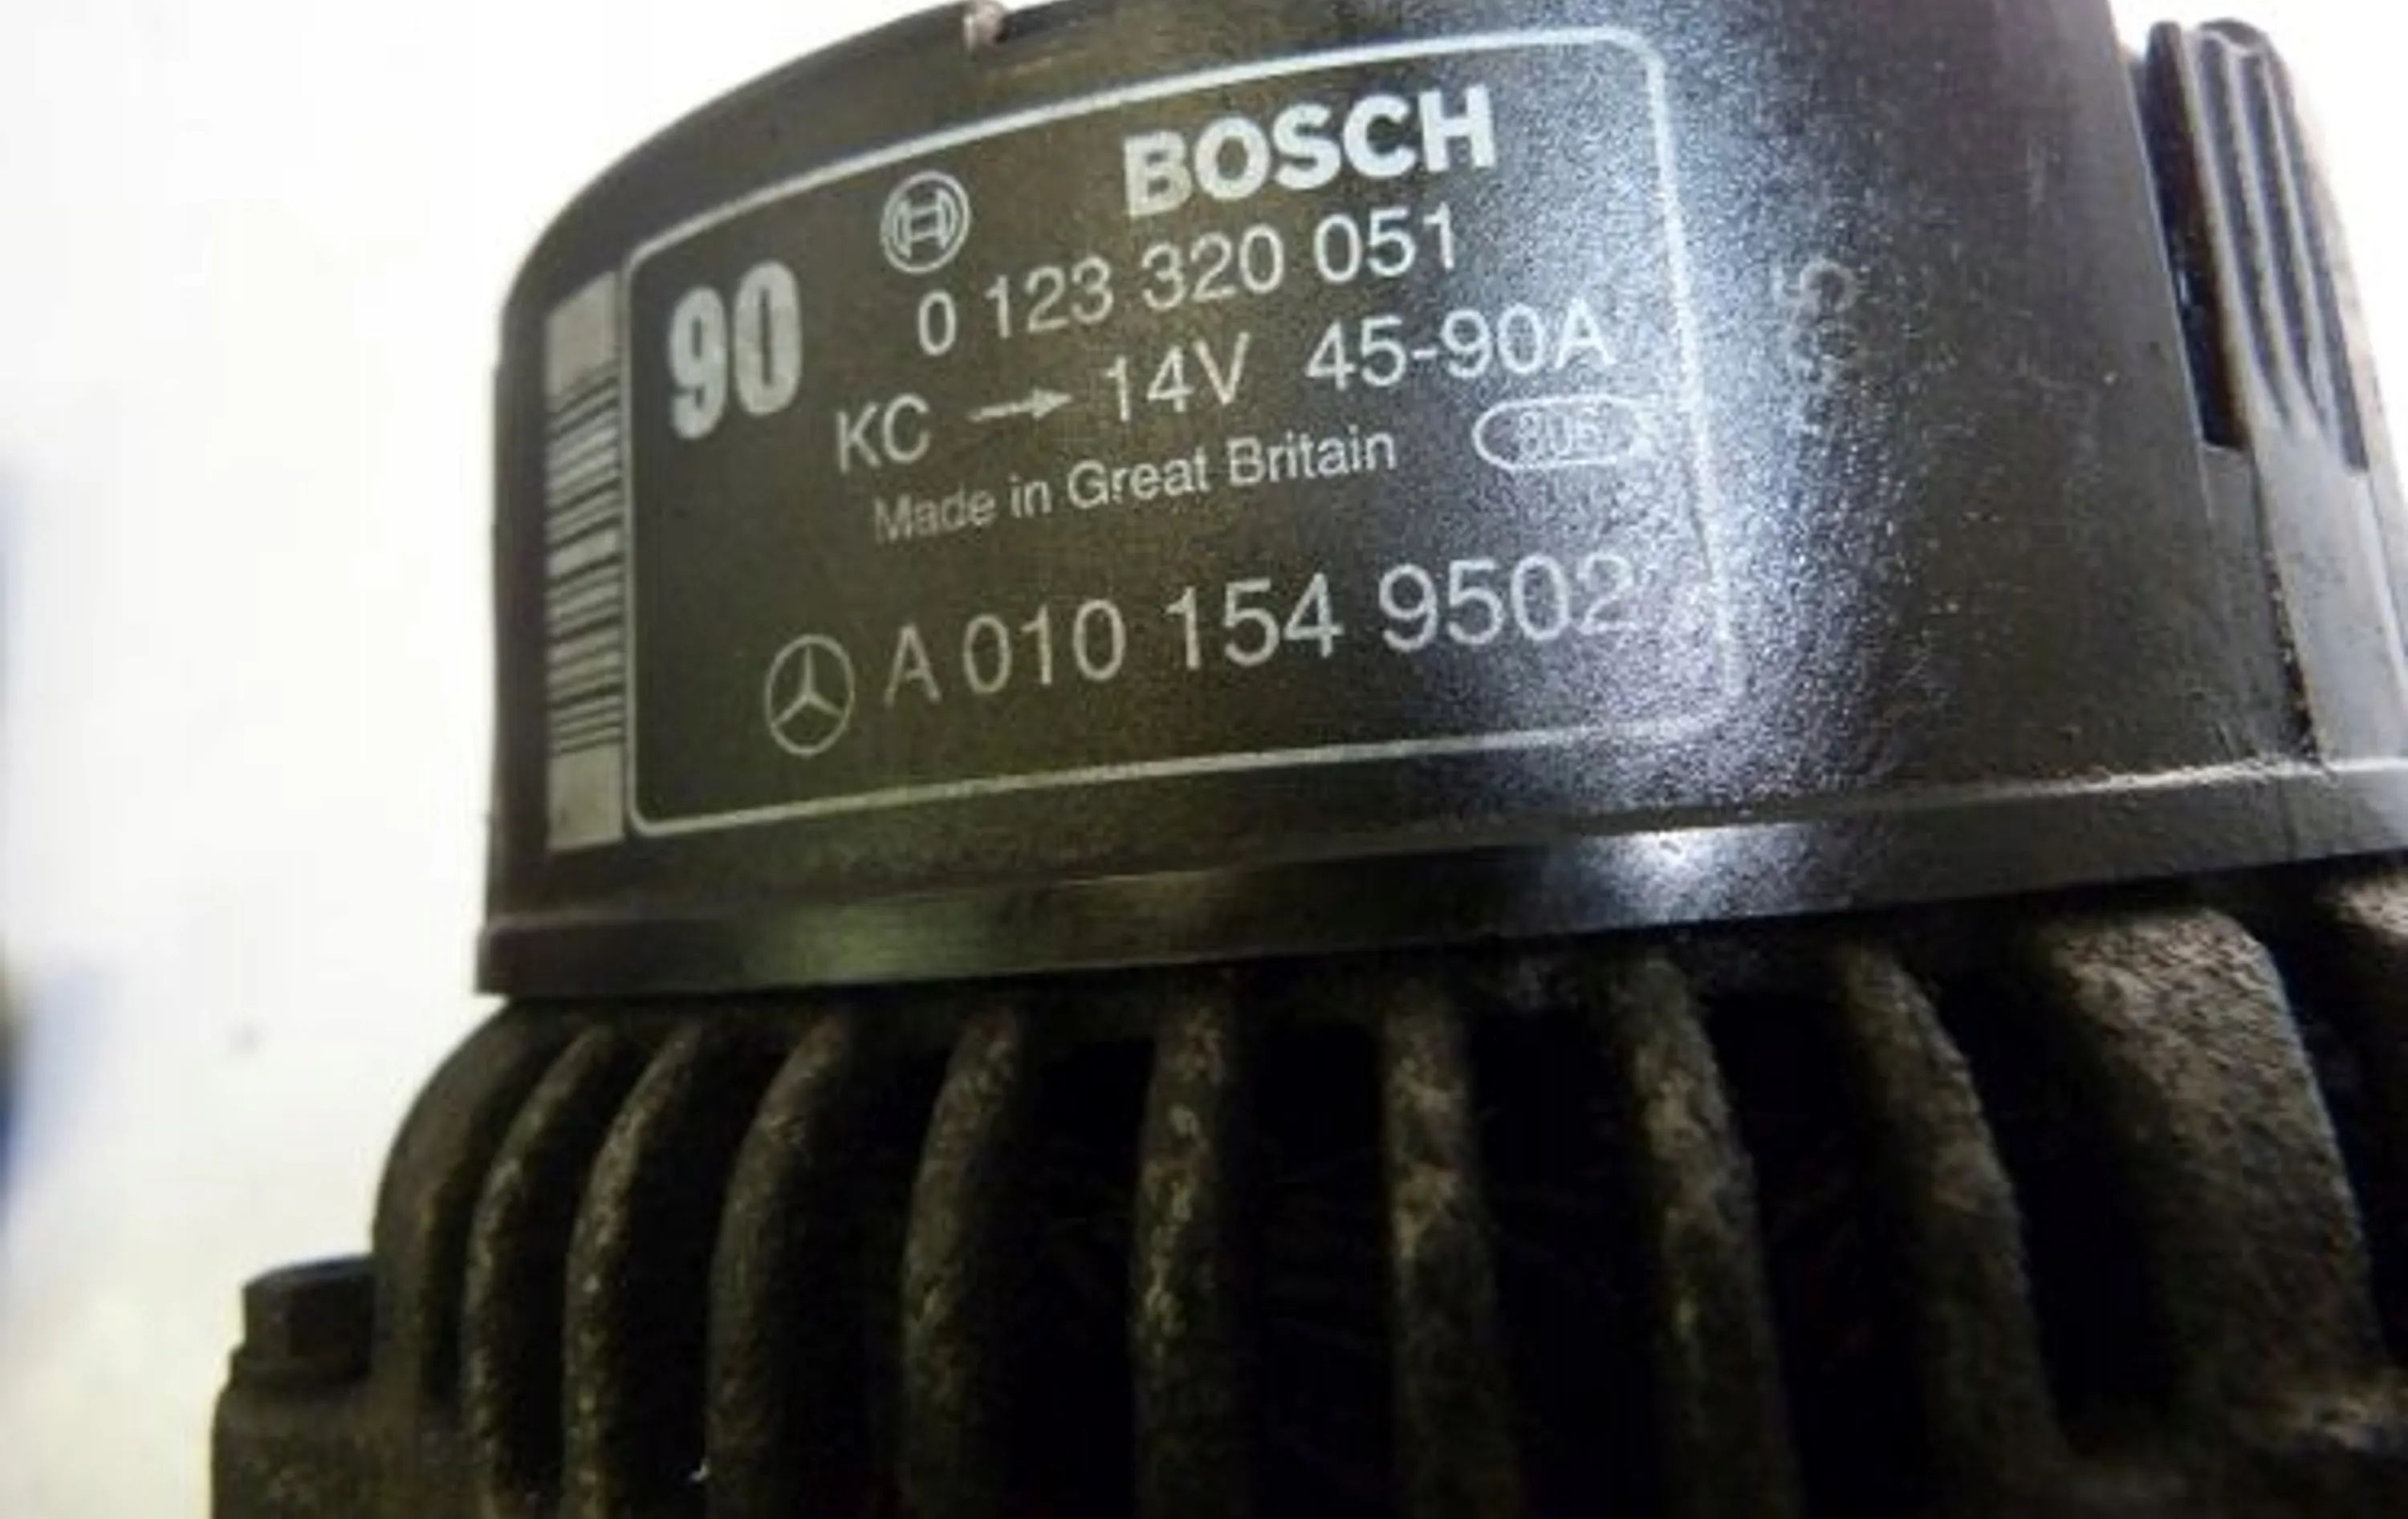 BOSCH
90
0 123 320 051
KC → 14V 45-90A
Made in Great Britain
A 010 154 9502